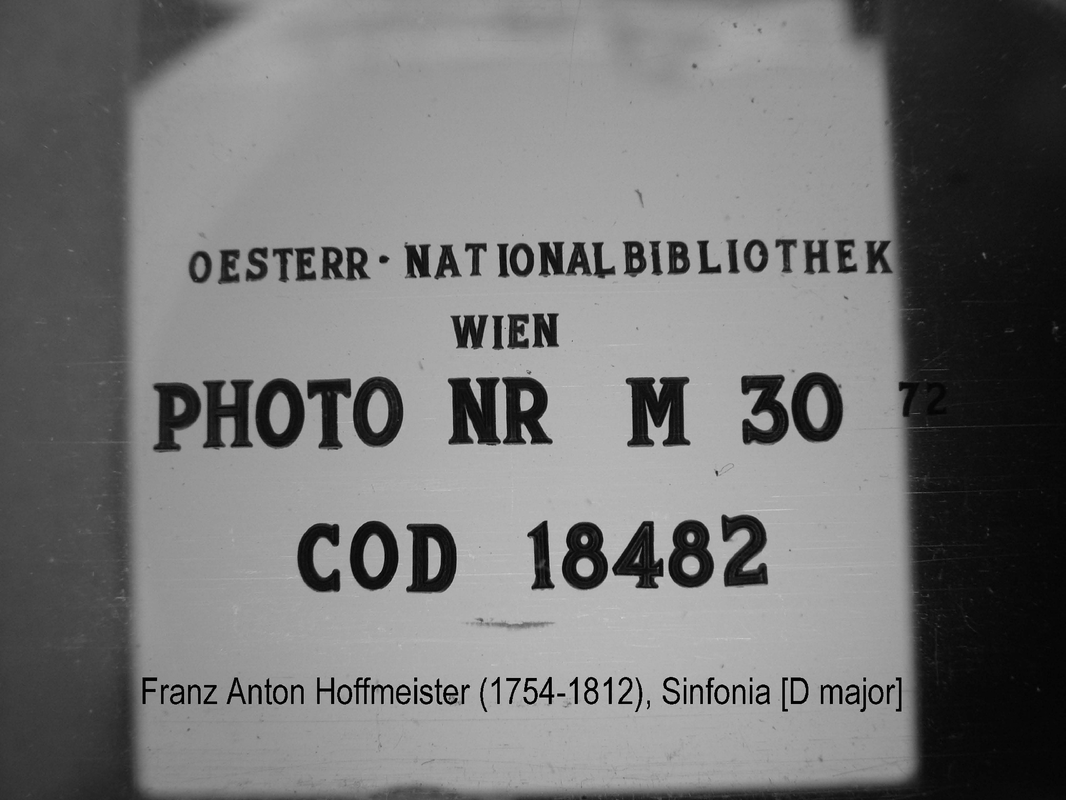 OESTERR · NATIONALBIBLIOTHEK
WIEN
PHOTO NR M 30 72
COD 18482
Franz Anton Hoffmeister (1754-1812), Sinfonia [D major]